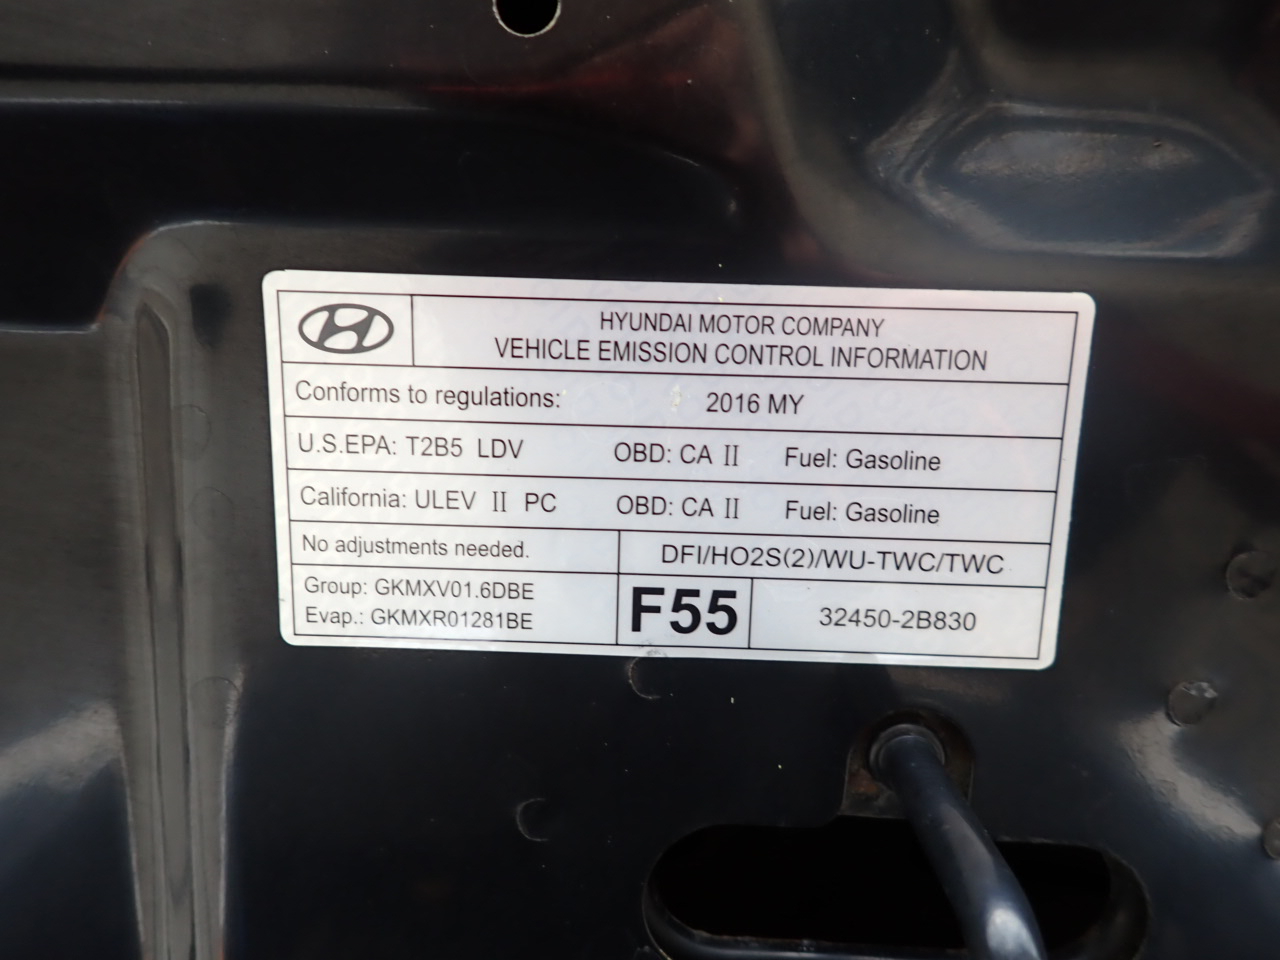 HYUNDAI MOTOR COMPANY
VEHICLE EMISSION CONTROL INFORMATION
Conforms to regulations: 2016 MY
U.S.EPA: T2B5 LDV OBD: CA II Fuel: Gasoline
California: ULEV II PC OBD: CA II Fuel: Gasoline
No adjustments needed. DFI/HO2S(2)/WU-TWC/TWC
Group: GKMXV01.6DBE
Evap.: GKMXR01281BE
F55
32450-2B830